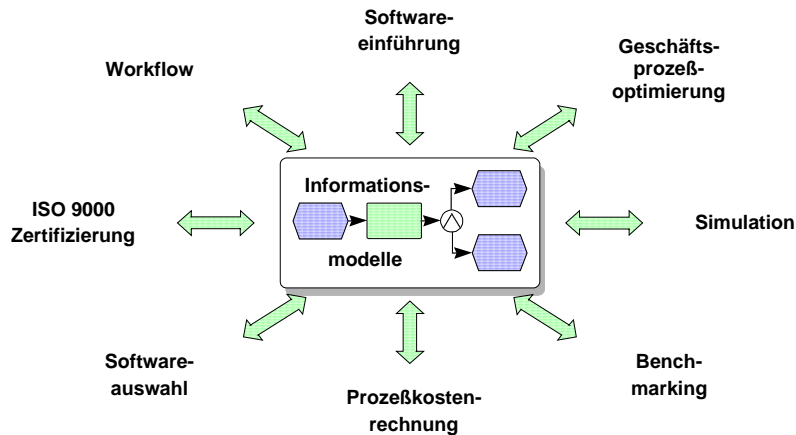 Software-
einführung
Geschäfts-
prozeß-
optimierung
Workflow
Informations-
modelle
ISO 9000
Zertifizierung
Simulation
Software-
auswahl
Prozeßkosten-
rechnung
Bench-
marking